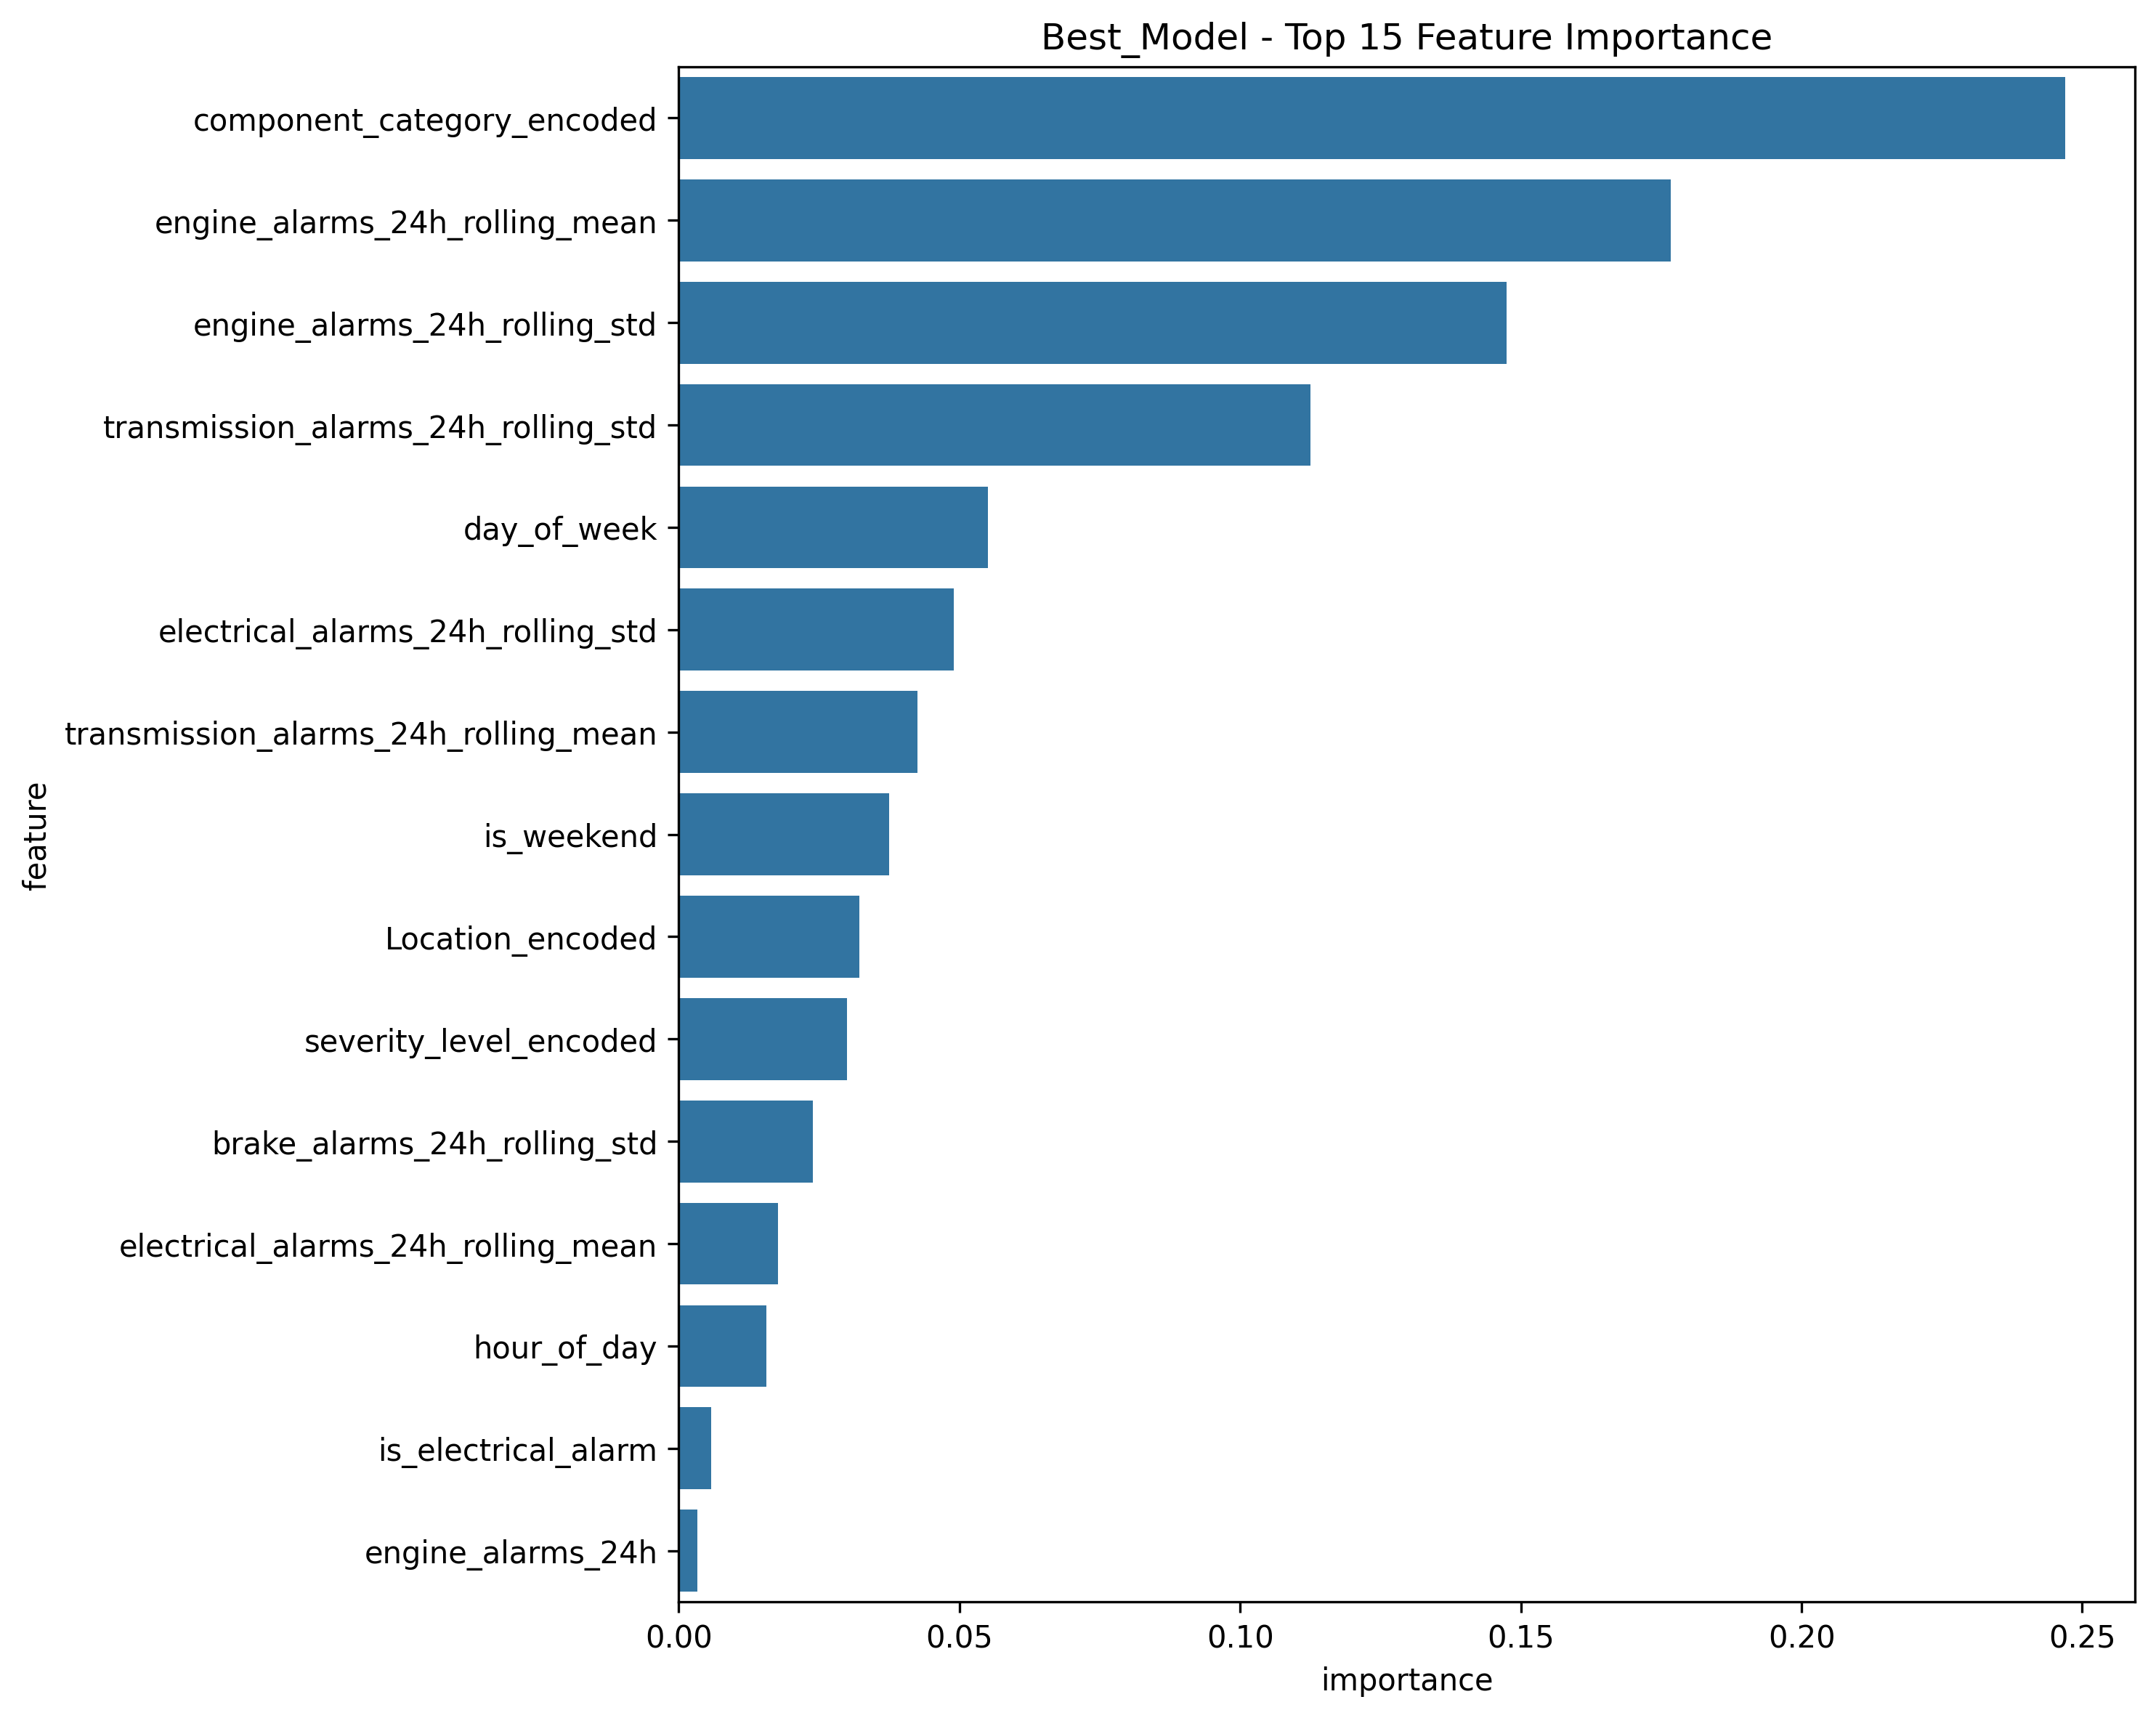 Best_Model - Top 15 Feature Importance
component_category_encoded
engine_alarms_24h_rolling_mean
engine_alarms_24h_rolling_std
transmission_alarms_24h_rolling_std
day_of_week
electrical_alarms_24h_rolling_std
transmission_alarms_24h_rolling_mean
is_weekend
Location_encoded
severity_level_encoded
brake_alarms_24h_rolling_std
electrical_alarms_24h_rolling_mean
hour_of_day
is_electrical_alarm
engine_alarms_24h
feature
0.00 0.05 0.10 0.15 0.20 0.25
importance